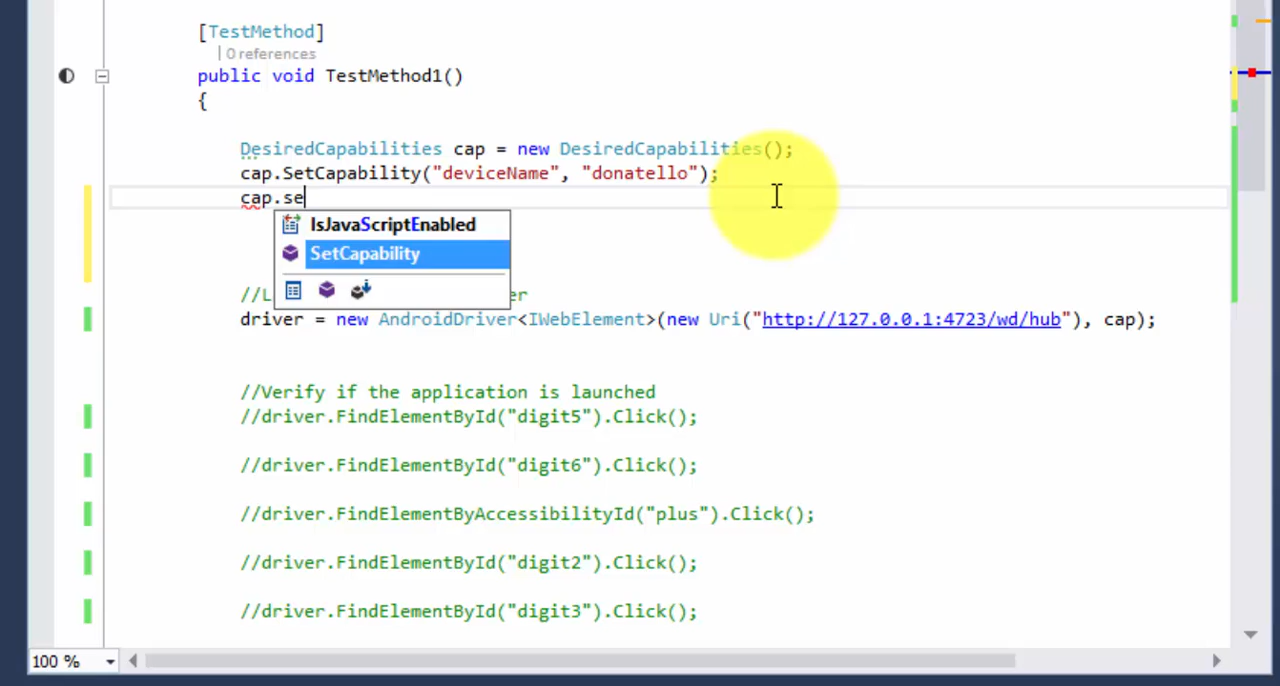 [TestMethod]
0 references
public void TestMethod1()
{
DesiredCapabilities cap = new DesiredCapabilities();
cap.SetCapability("deviceName", "donatello");
cap.se
IsJavaScriptEnabled
SetCapability
//L er
driver = new AndroidDriver<IWebElement>(new Uri("http://127.0.0.1:4723/wd/hub"), cap);
//Verify if the application is launched
//driver.FindElementById("digit5").Click();
//driver.FindElementById("digit6").Click();
//driver.FindElementByAccessibilityId("plus").Click();
//driver.FindElementById("digit2").Click();
//driver.FindElementById("digit3").Click();
100 %